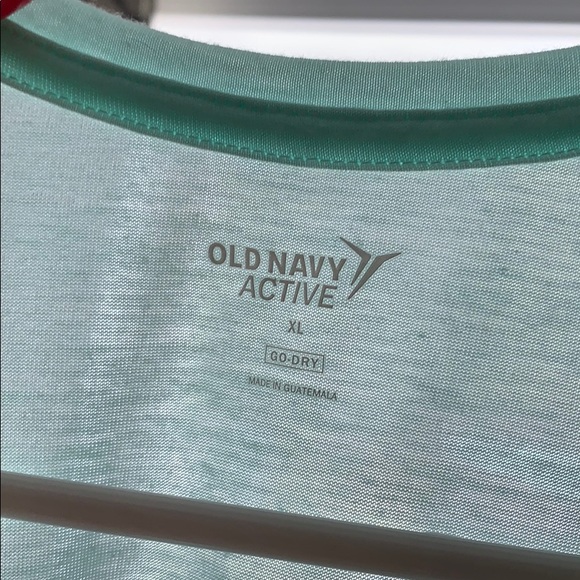 OLD NAVY
ACTIVE
XL
GO-DRY
MADE IN GUATEMALA